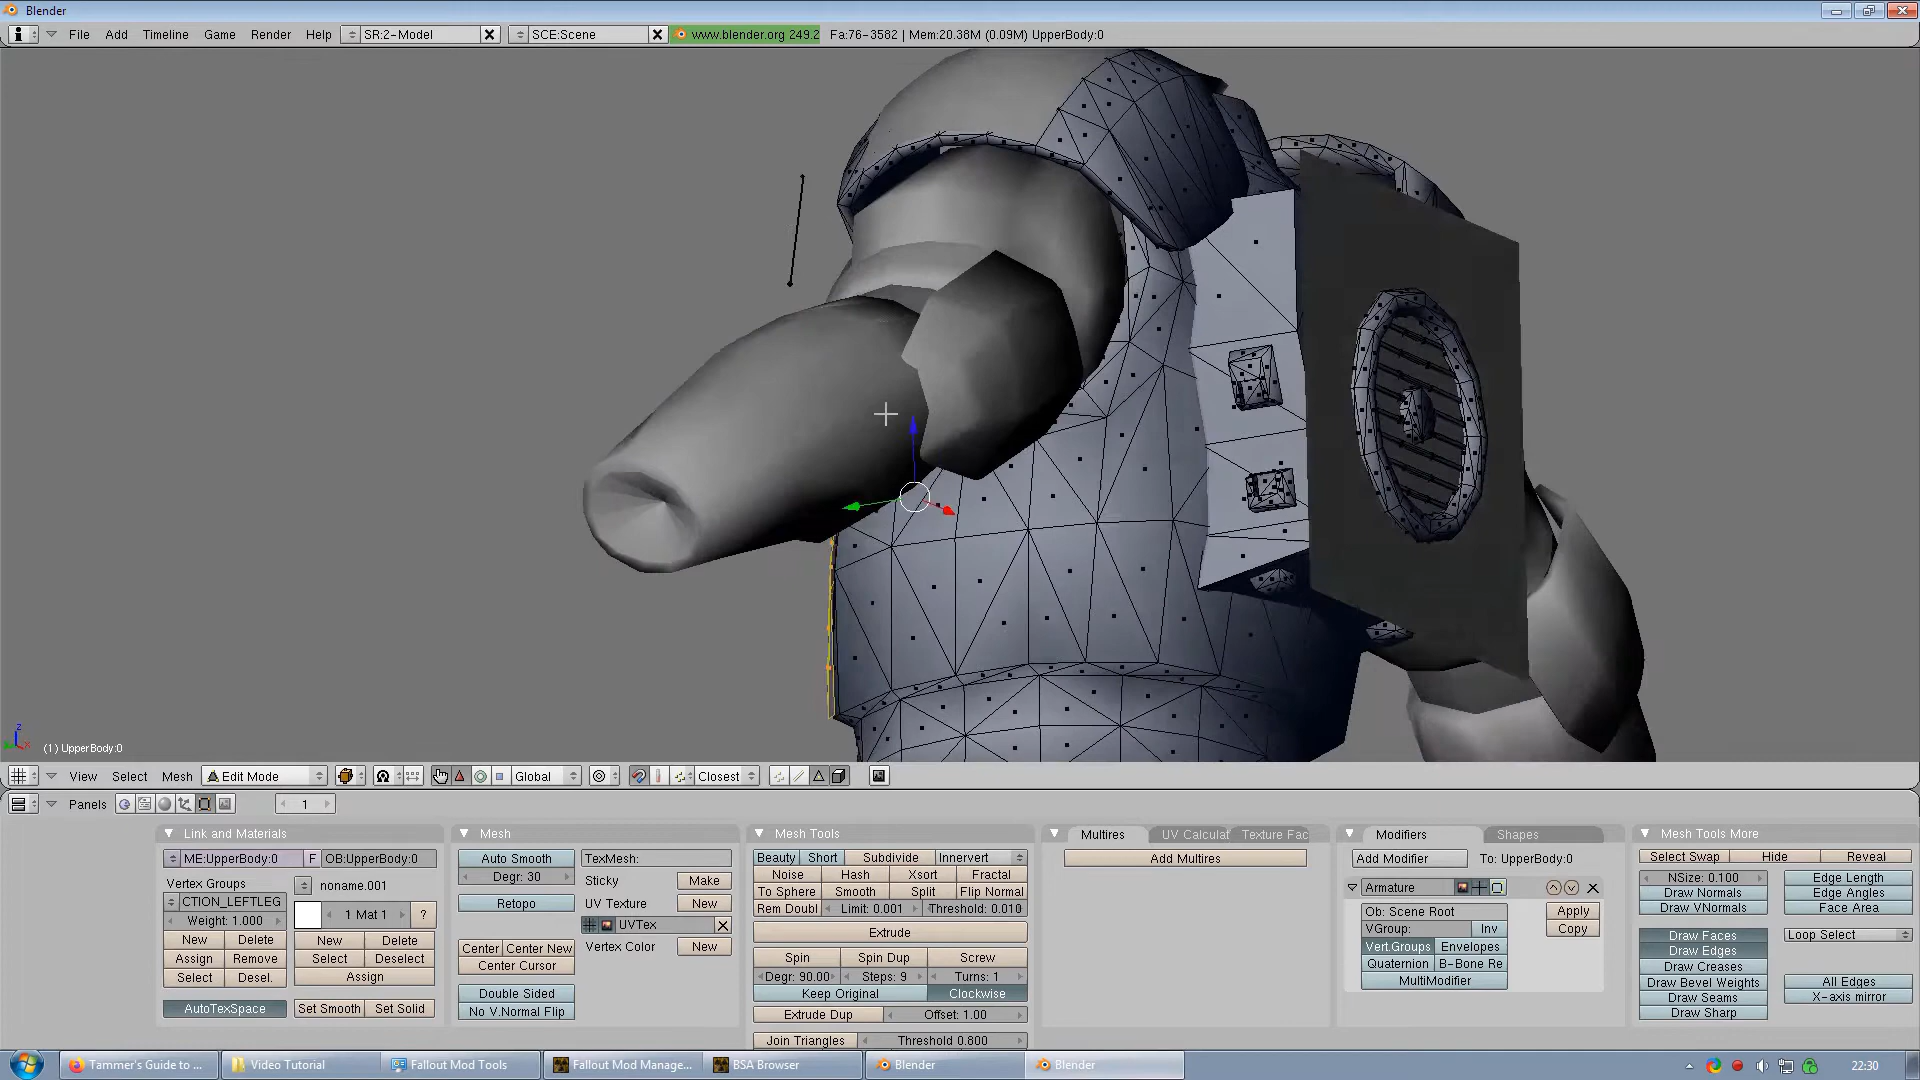 Blender
File Add Timeline Game Render Help SR:2-Model SCE:Scene www.blender.org 249.2 Fa:76-3582 | Mem:20.38M (0.09M) UpperBody:0
z
(1) UpperBody:0
View Select Mesh Edit Mode Global Closest
Panels 1
Link and Materials Mesh Mesh Tools Multires UV Calculat Texture Fac Modifiers Shapes Mesh Tools More
ME:UpperBody:0 F OB:UpperBody:0 Auto Smooth TexMesh: Beauty Short Subdivide Innervert Add Multires Add Modifier To: UpperBody:0 Select Swap Hide Reveal
Degr: 30 Sticky Make Noise Hash Xsort Fractal NSize: 0.100 Edge Length
Vertex Groups noname.001 To Sphere Smooth Split Flip Normal Armature Draw Normals Edge Angles
CTION_LEFTLEG Retopo UV Texture New Rem Doubl Limit: 0.001 Threshold: 0.010 Ob: Scene Root Apply Draw VNormals Face Area
Weight: 1.000 1 Mat 1 ? UVTex VGroup: Inv Copy
New Delete New Delete Center Center New Vertex Color New Extrude Vert.Groups Envelopes Draw Faces Loop Select
Assign Remove Select Deselect Center Cursor Spin Spin Dup Screw Quaternion B-Bone Re Draw Edges
Select Desel. Assign Degr: 90.00 Steps: 9 Turns: 1 MultiModifier Draw Creases
Double Sided Keep Original Clockwise Draw Bevel Weights All Edges
AutoTexSpace Set Smooth Set Solid No V.Normal Flip Extrude Dup Offset: 1.00 Draw Seams X-axis mirror
Draw Sharp
Join Triangles Threshold 0.800
Tammer's Guide to ... Video Tutorial Fallout Mod Tools Fallout Mod Manage... BSA Browser Blender Blender 22:30